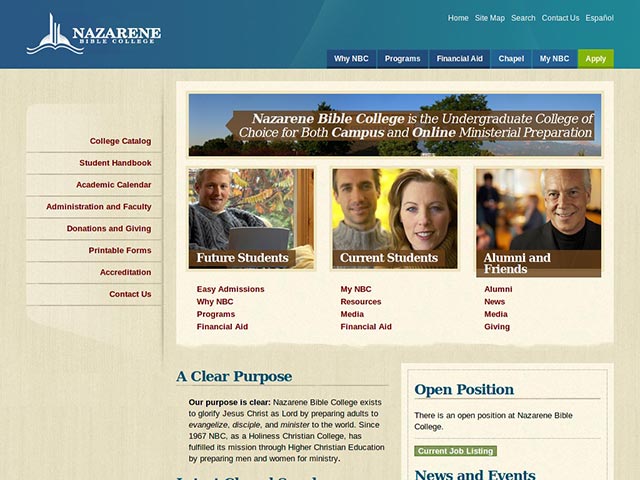 NAZARENE
BIBLE COLLEGE
Home Site Map Search Contact Us Español
Why NBC Programs Financial Aid Chapel My NBC Apply
College Catalog
Student Handbook
Academic Calendar
Administration and Faculty
Donations and Giving
Printable Forms
Accreditation
Contact Us
Nazarene Bible College is the Undergraduate College of
Choice for Both Campus and Online Ministerial Preparation
Future Students
Easy Admissions
Why NBC
Programs
Financial Aid
Current Students
My NBC
Resources
Media
Financial Aid
Alumni and
Friends
Alumni
News
Media
Giving
A Clear Purpose
Our purpose is clear: Nazarene Bible College exists
to glorify Jesus Christ as Lord by preparing adults to
evangelize, disciple, and minister to the world. Since
1967 NBC, as a Holiness Christian College, has
fulfilled its mission through Higher Christian Education
by preparing men and women for ministry.
Open Position
There is an open position at Nazarene Bible
College.
Current Job Listing
News and Events